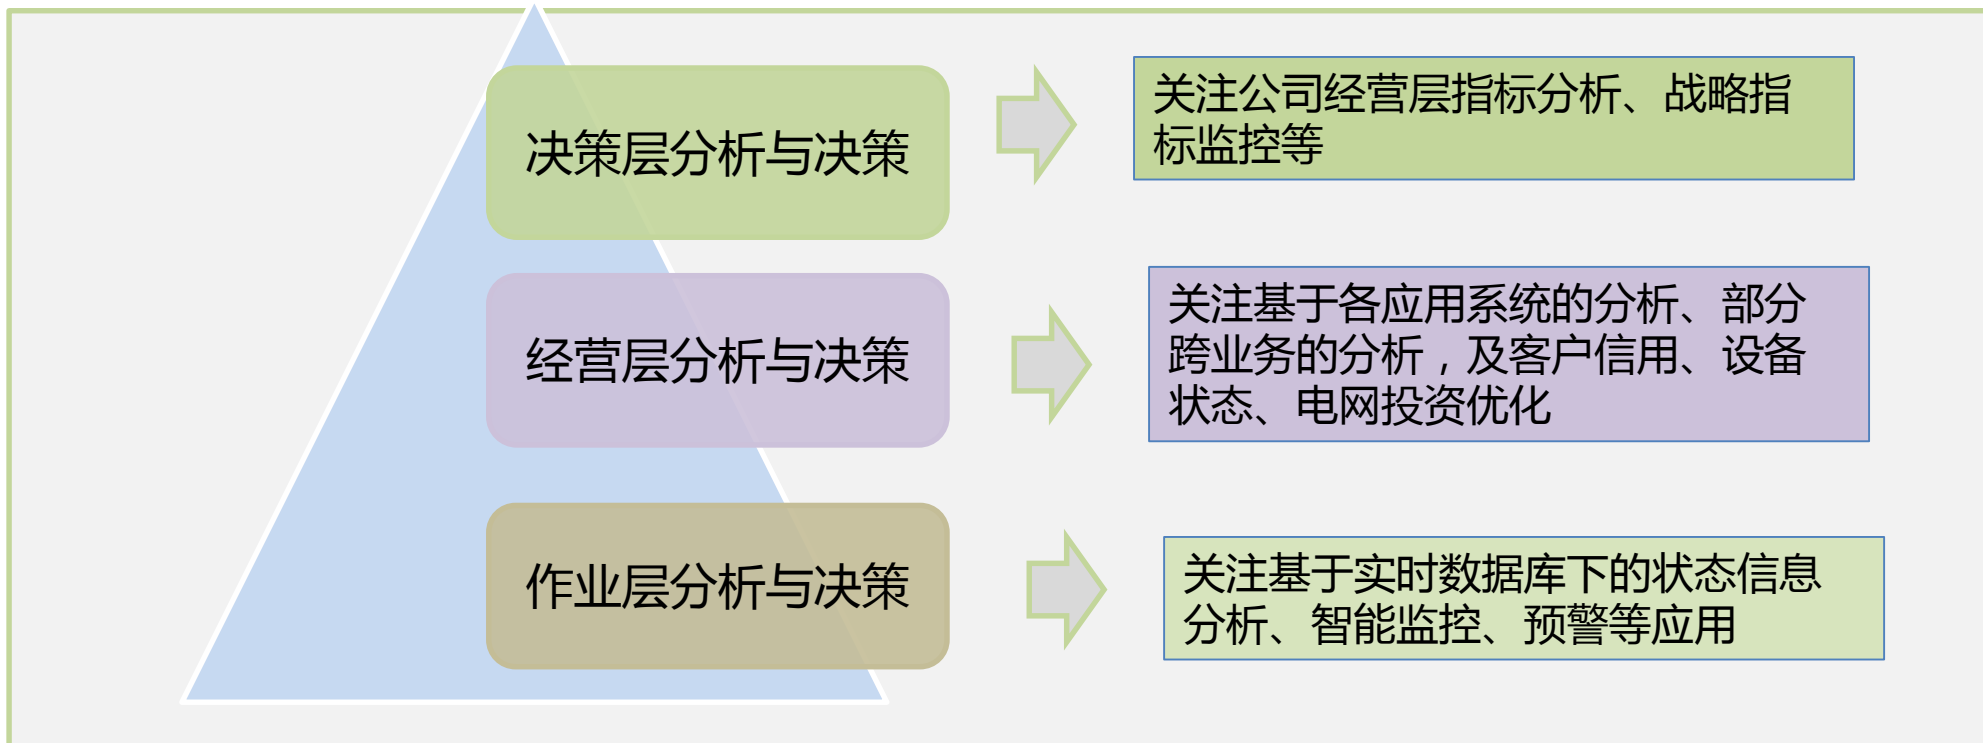 决策层分析与决策
关注公司经营层指标分析、战略指
标监控等
经营层分析与决策
关注基于各应用系统的分析、部分
跨业务的分析，及客户信用、设备
状态、电网投资优化
作业层分析与决策
关注基于实时数据库下的状态信息
分析、智能监控、预警等应用